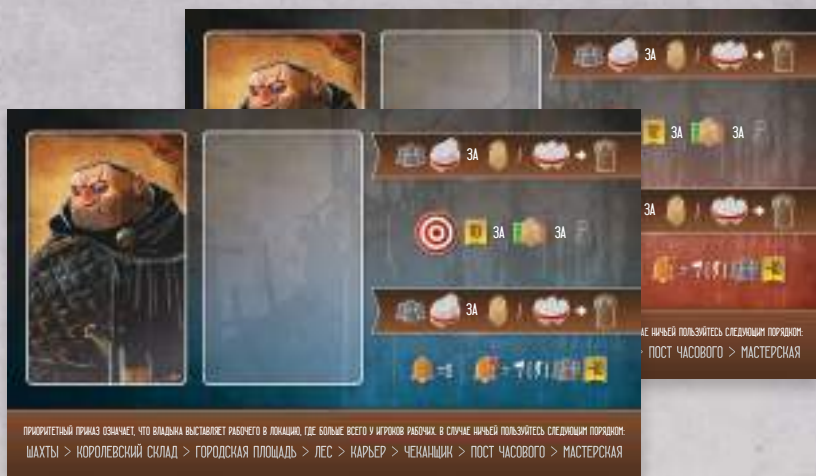 ЗА
ЗА ЗА
ЗА
АЕ НИЧЬЕЙ ПОЛЬЗУЙТЕСЬ СЛЕДУЮЩИМ ПОРЯДКОМ:
> ПОСТ ЧАСОВОГО > МАСТЕРСКАЯ
ЗА
ЗА ЗА
ЗА
ПРИОРИТЕТНЫЙ ПРИКАЗ ОЗНАЧАЕТ, ЧТО ВЛАДЫКА ВЫСТАВЛЯЕТ РАБОЧЕГО В ЛОКАЦИЮ, ГДЕ БОЛЬШЕ ВСЕГО У ИГРОКОВ РАБОЧИХ. В СЛУЧАЕ НИЧЬЕЙ ПОЛЬЗУЙТЕСЬ СЛЕДУЮЩИМ ПОРЯДКОМ:
ШАХТЫ > КОРОЛЕВСКИЙ СКЛАД > ГОРОДСКАЯ ПЛОЩАДЬ > ЛЕС > КАРЬЕР > ЧЕКАНЩИК > ПОСТ ЧАСОВОГО > МАСТЕРСКАЯ